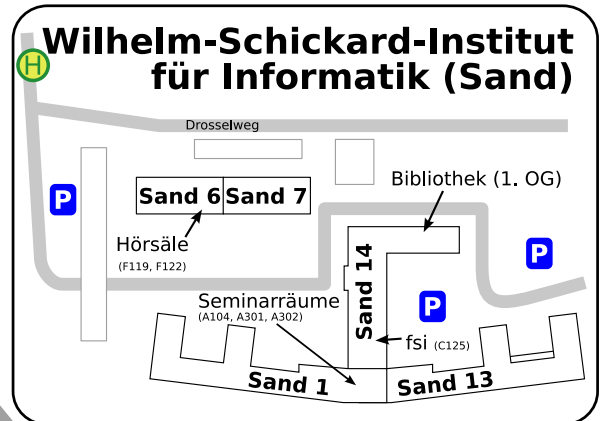 Wilhelm-Schickard-Institut
für Informatik (Sand)
H
Drosselweg
P
Sand 6
Sand 7
Bibliothek (1. OG)
Hörsäle
(F119, F122)
P
Sand 14
Seminarräume
(A104, A301, A302)
P
fsi (C125)
Sand 1
Sand 13